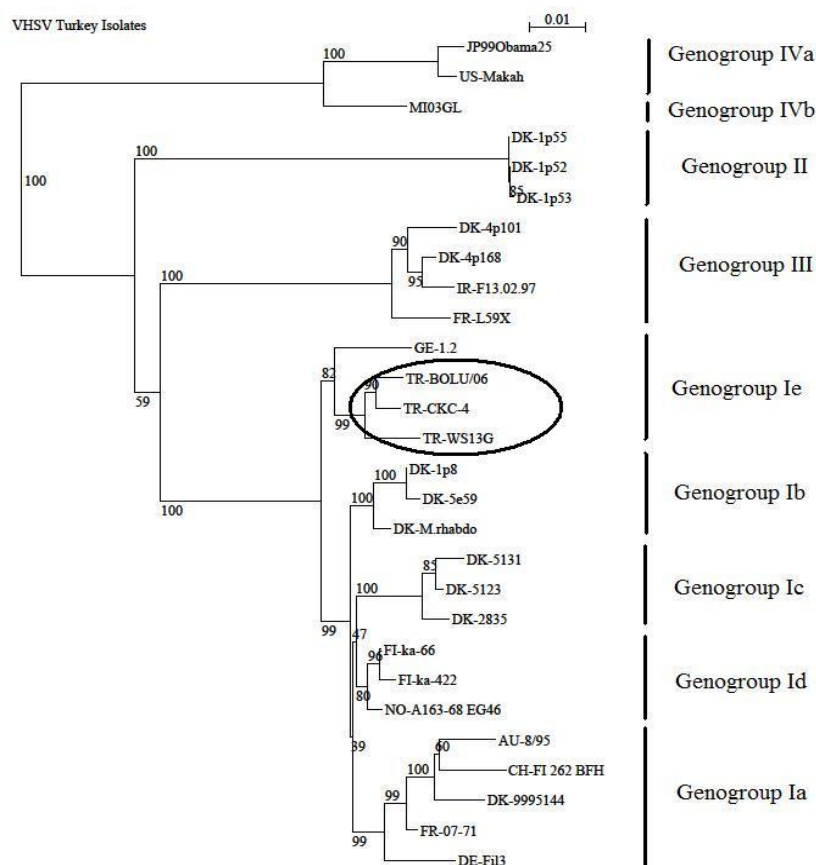 VHSV Turkey Isolates
0.01
JP99Obama25
100
US-Makah
Genogroup IVa
MI03GL
Genogroup IVb
DK-1p55
100
DK-1p52
Genogroup II
100
85
DK-1p53
DK-4p101
90
DK-4p168
Genogroup III
100
95
IR-F13.02.97
FR-L59X
GE-1.2
82
TR-BOLU/06
90
Genogroup Ie
59
TR-CKC-4
99
TR-WS13G
DK-1p8
100
Genogroup Ib
100
DK-5e59
100
DK-M.rhabdo
DK-5131
85
DK-5123
Genogroup Ic
100
DK-2835
99
47
FI-ka-66
96
FI-ka-422
Genogroup Id
80
NO-A163-68 EG46
39
AU-8/95
60
CH-FI 262 BFH
100
Genogroup Ia
DK-9995144
99
FR-07-71
99
DE-Fil3